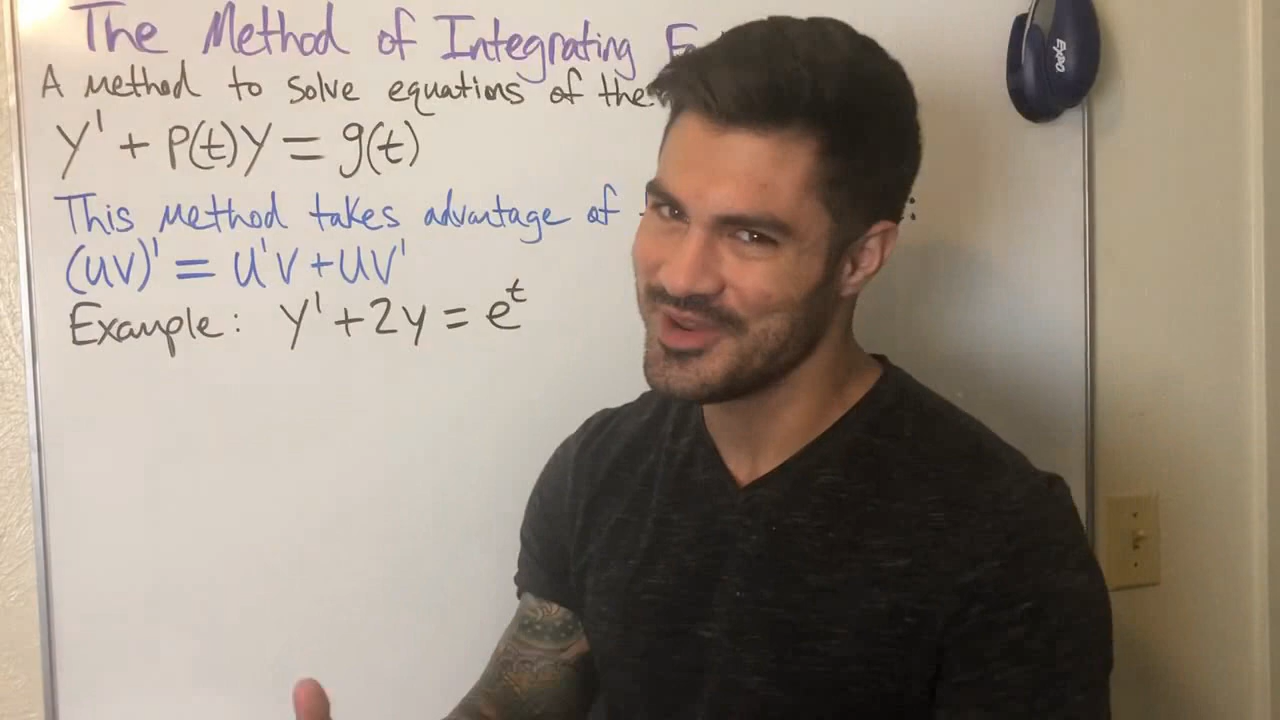 The Method of Integrating
A method to solve equations of the
y' + p(t)y = g(t)
This method takes advantage of
(uv)' = u'v + uv'
Example: y' + 2y = e^t
EXPO